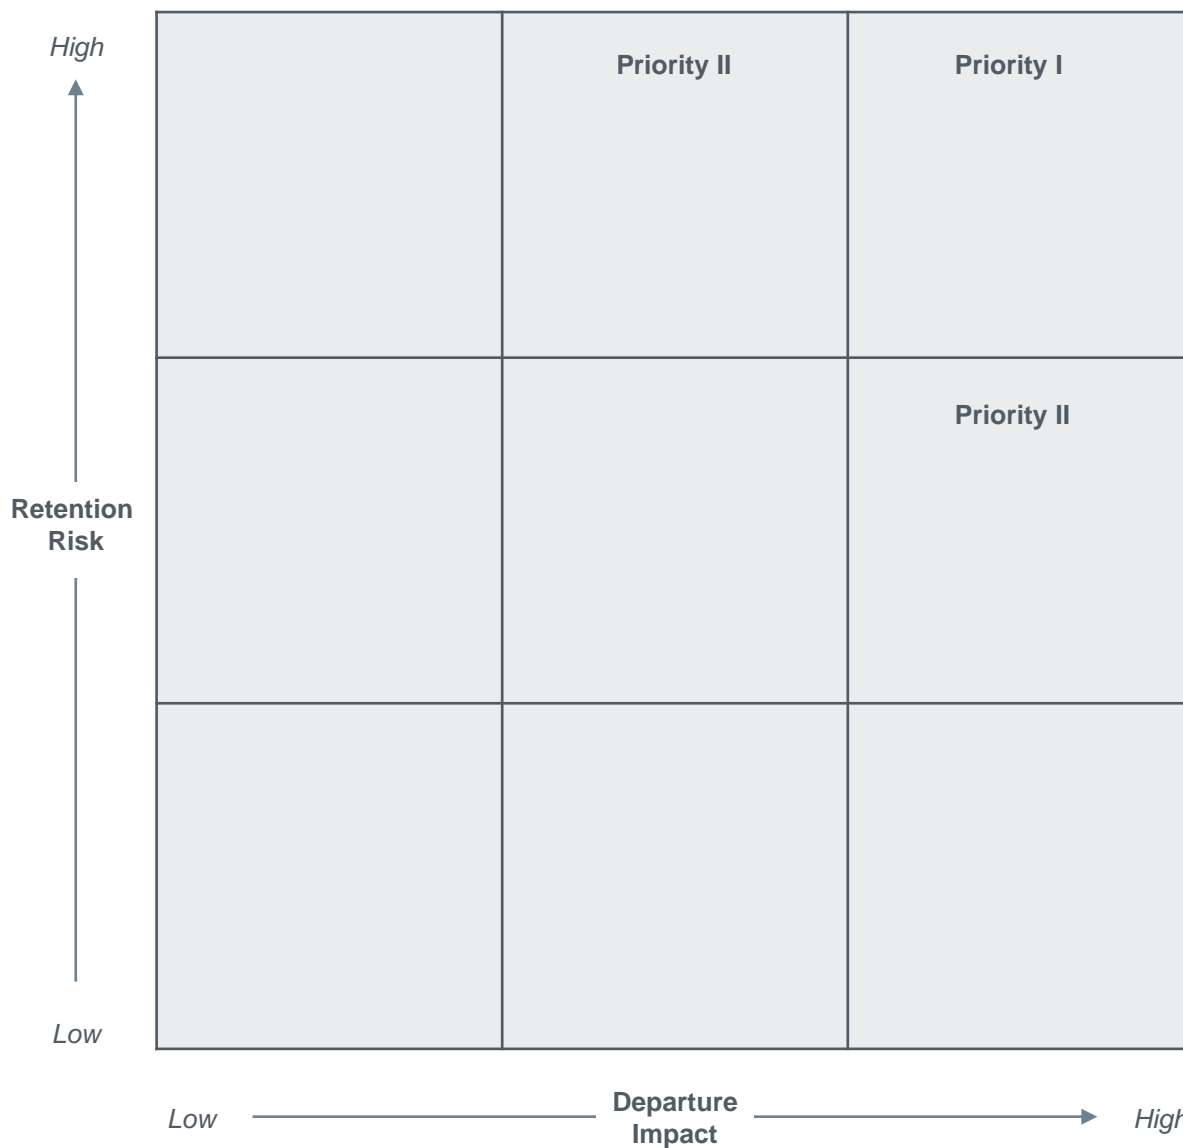 High
Priority II
Priority I
Priority II
Retention
Risk
Low
Low
Departure
Impact
High